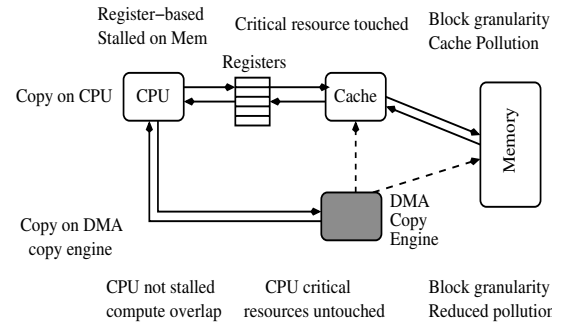 Register–based
Stalled on Mem
Critical resource touched
Block granularity
Cache Pollution
Registers
Copy on CPU
CPU
Cache
Memory
DMA
Copy
Engine
Copy on DMA
copy engine
CPU not stalled
compute overlap
CPU critical
resources untouched
Block granularity
Reduced pollution